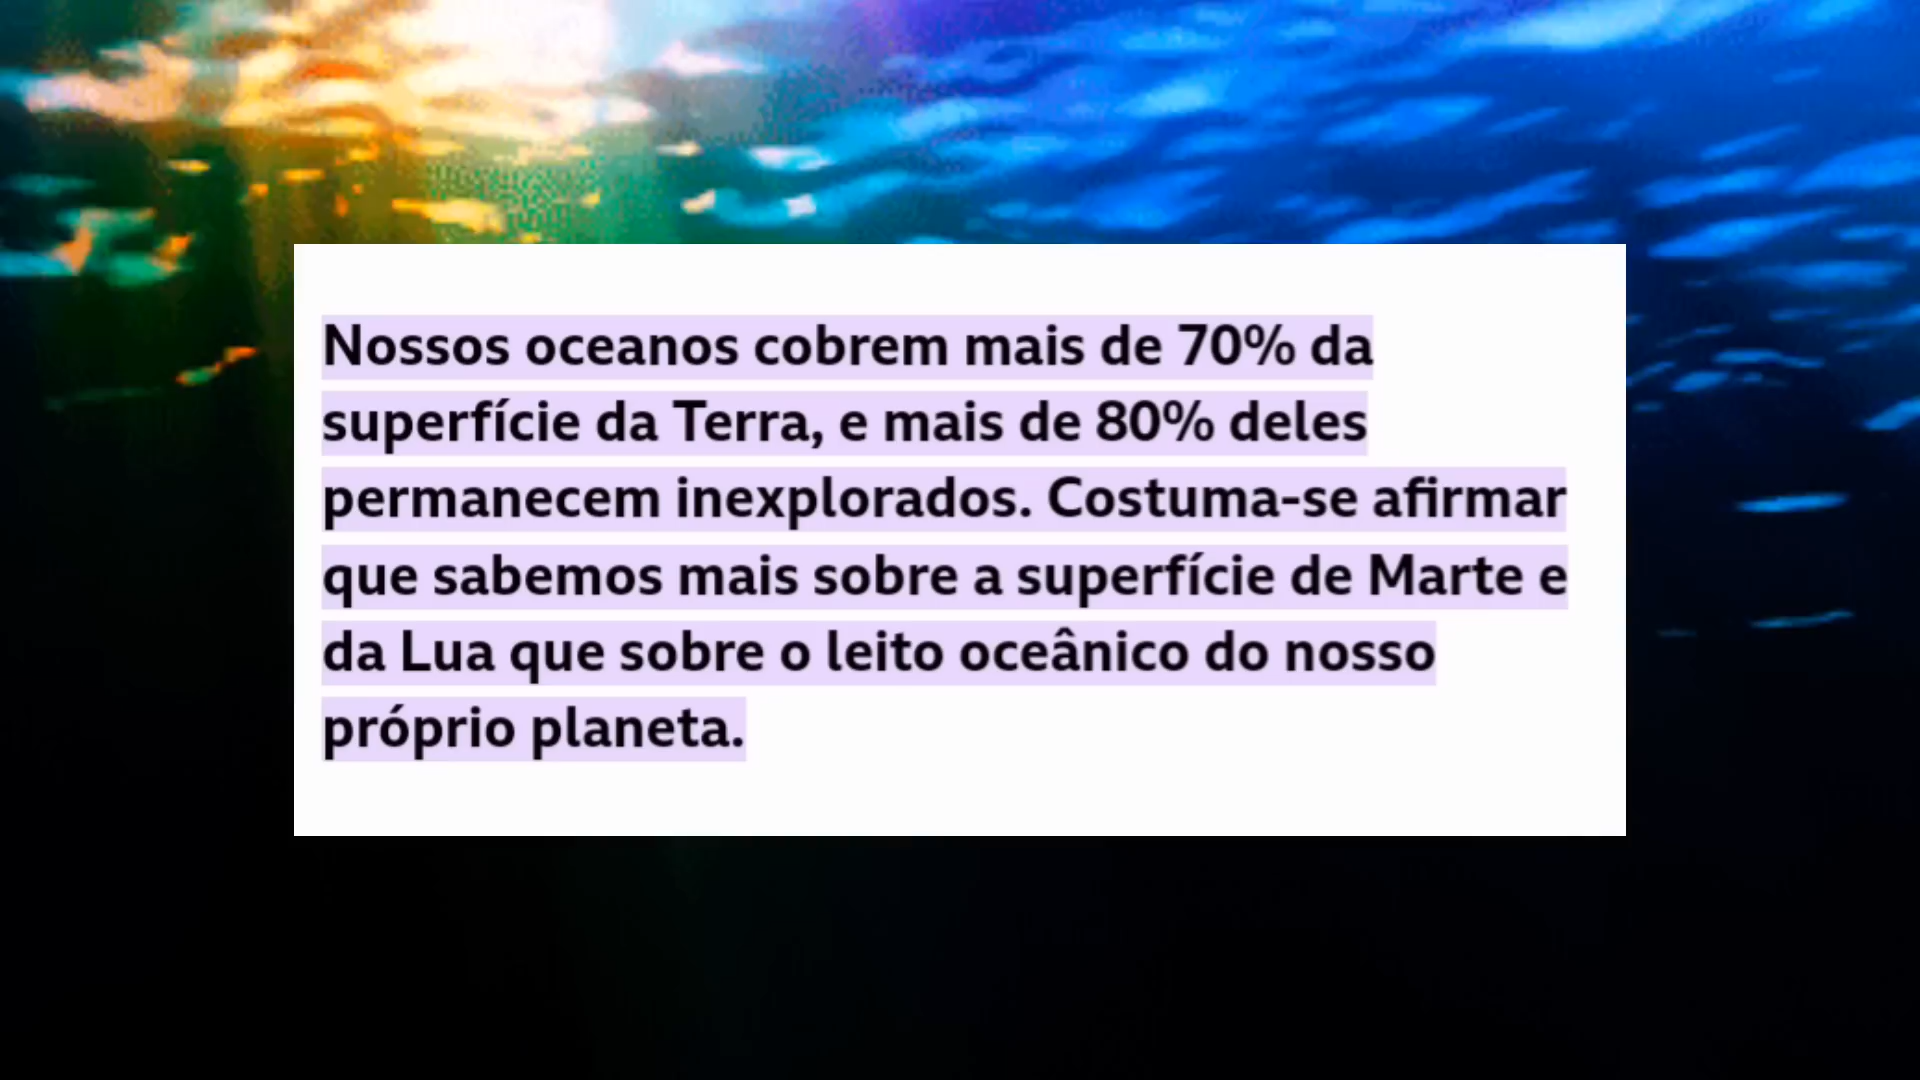 Nossos oceanos cobrem mais de 70% da
superfície da Terra, e mais de 80% deles
permanecem inexplorados. Costuma-se afirmar
que sabemos mais sobre a superfície de Marte e
da Lua que sobre o leito oceânico do nosso
próprio planeta.